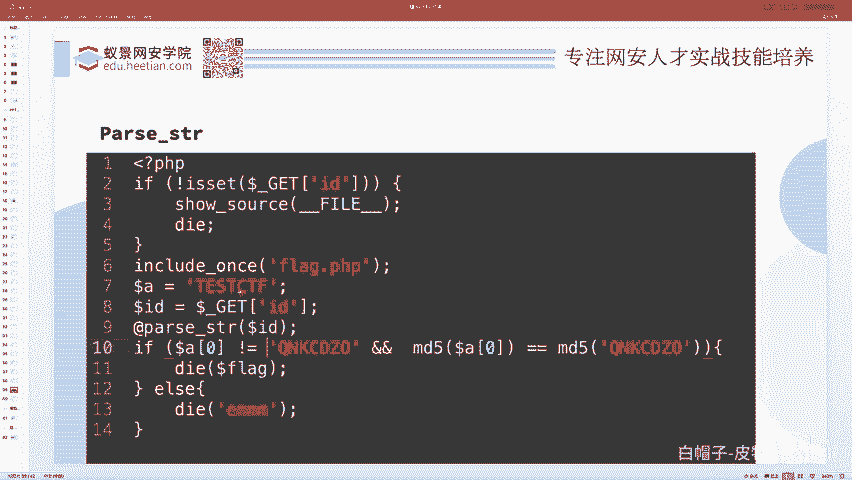 蚁景网安学院
edu.heetian.com
专注网安人才实战技能培养
Parse_str
1 <?php
2 if (!isset($_GET['id'])) {
3 show_source(__FILE__);
4 die;
5 }
6 include_once('flag.php');
7 $a = 'TESTCTF';
8 $id = $_GET['id'];
9 @parse_str($id);
10 if ($a[0] != 'QNKCDZO' && md5($a[0]) == md5('QNKCDZO')){
11 die($flag);
12 } else{
13 die('emmm');
14 }
白帽子-皮